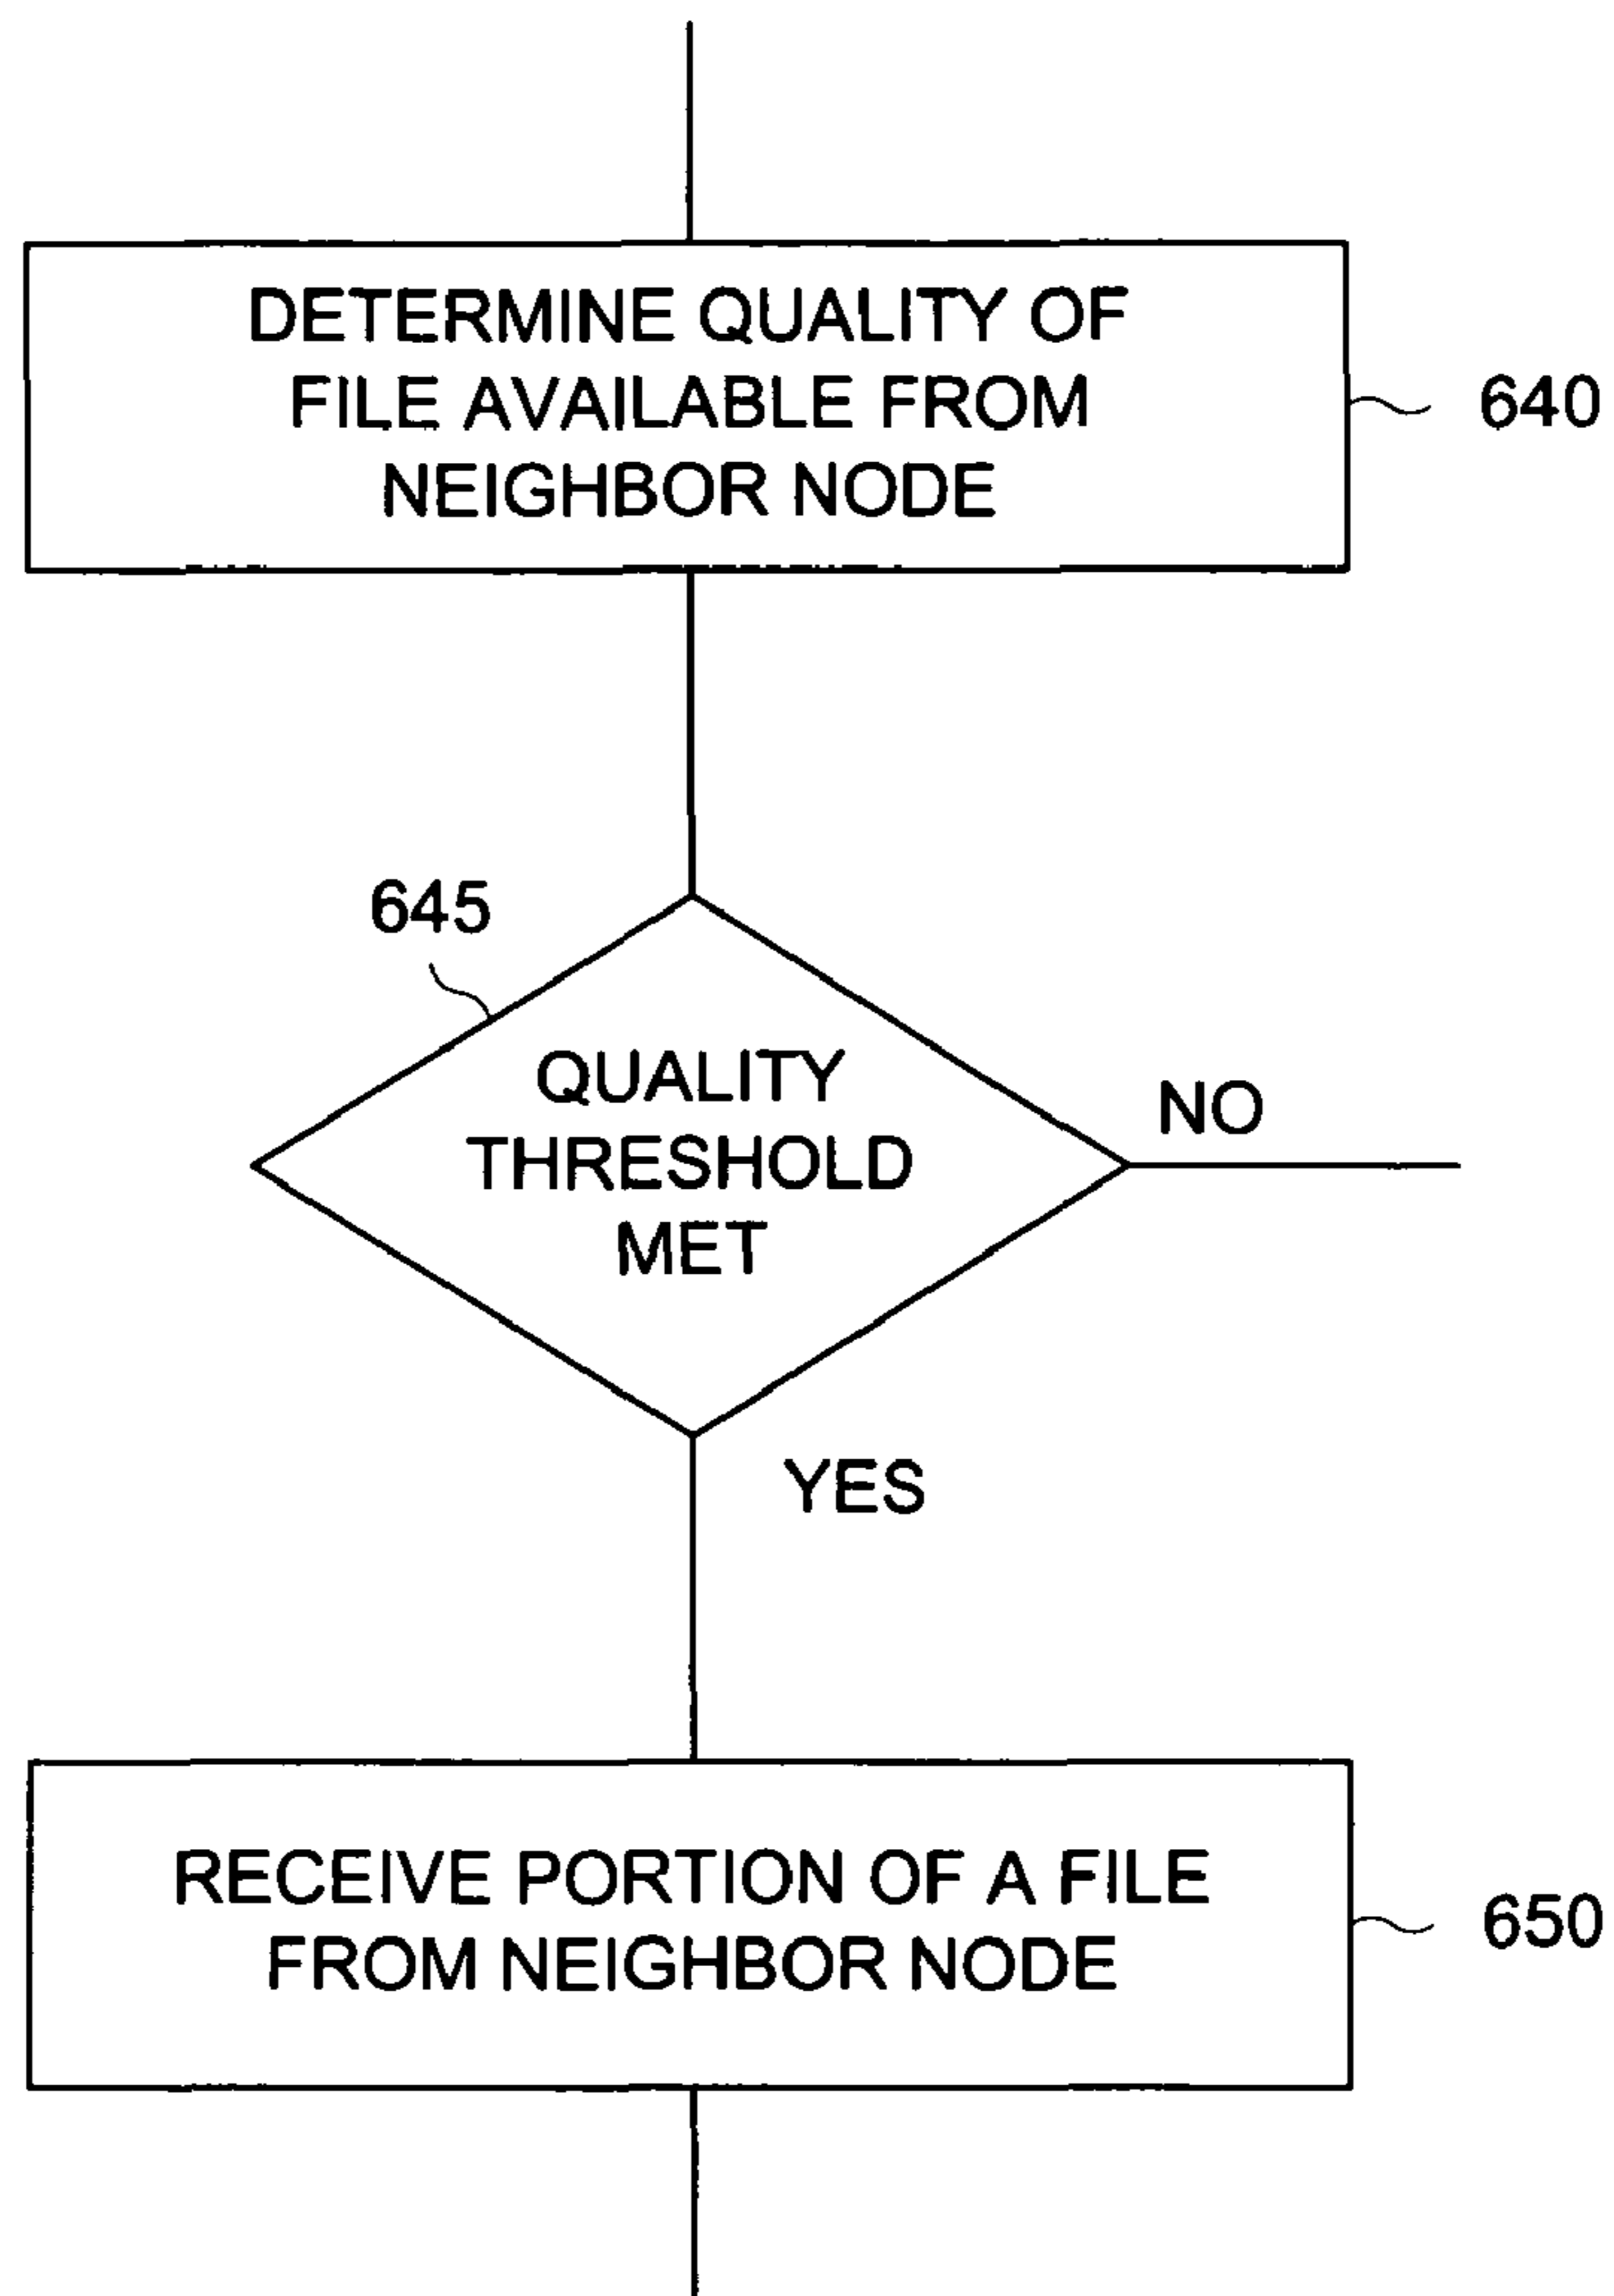 DETERMINE QUALITY OF
FILE AVAILABLE FROM
NEIGHBOR NODE
640
645
QUALITY
THRESHOLD
MET
NO
YES
RECEIVE PORTION OF A FILE
FROM NEIGHBOR NODE
650